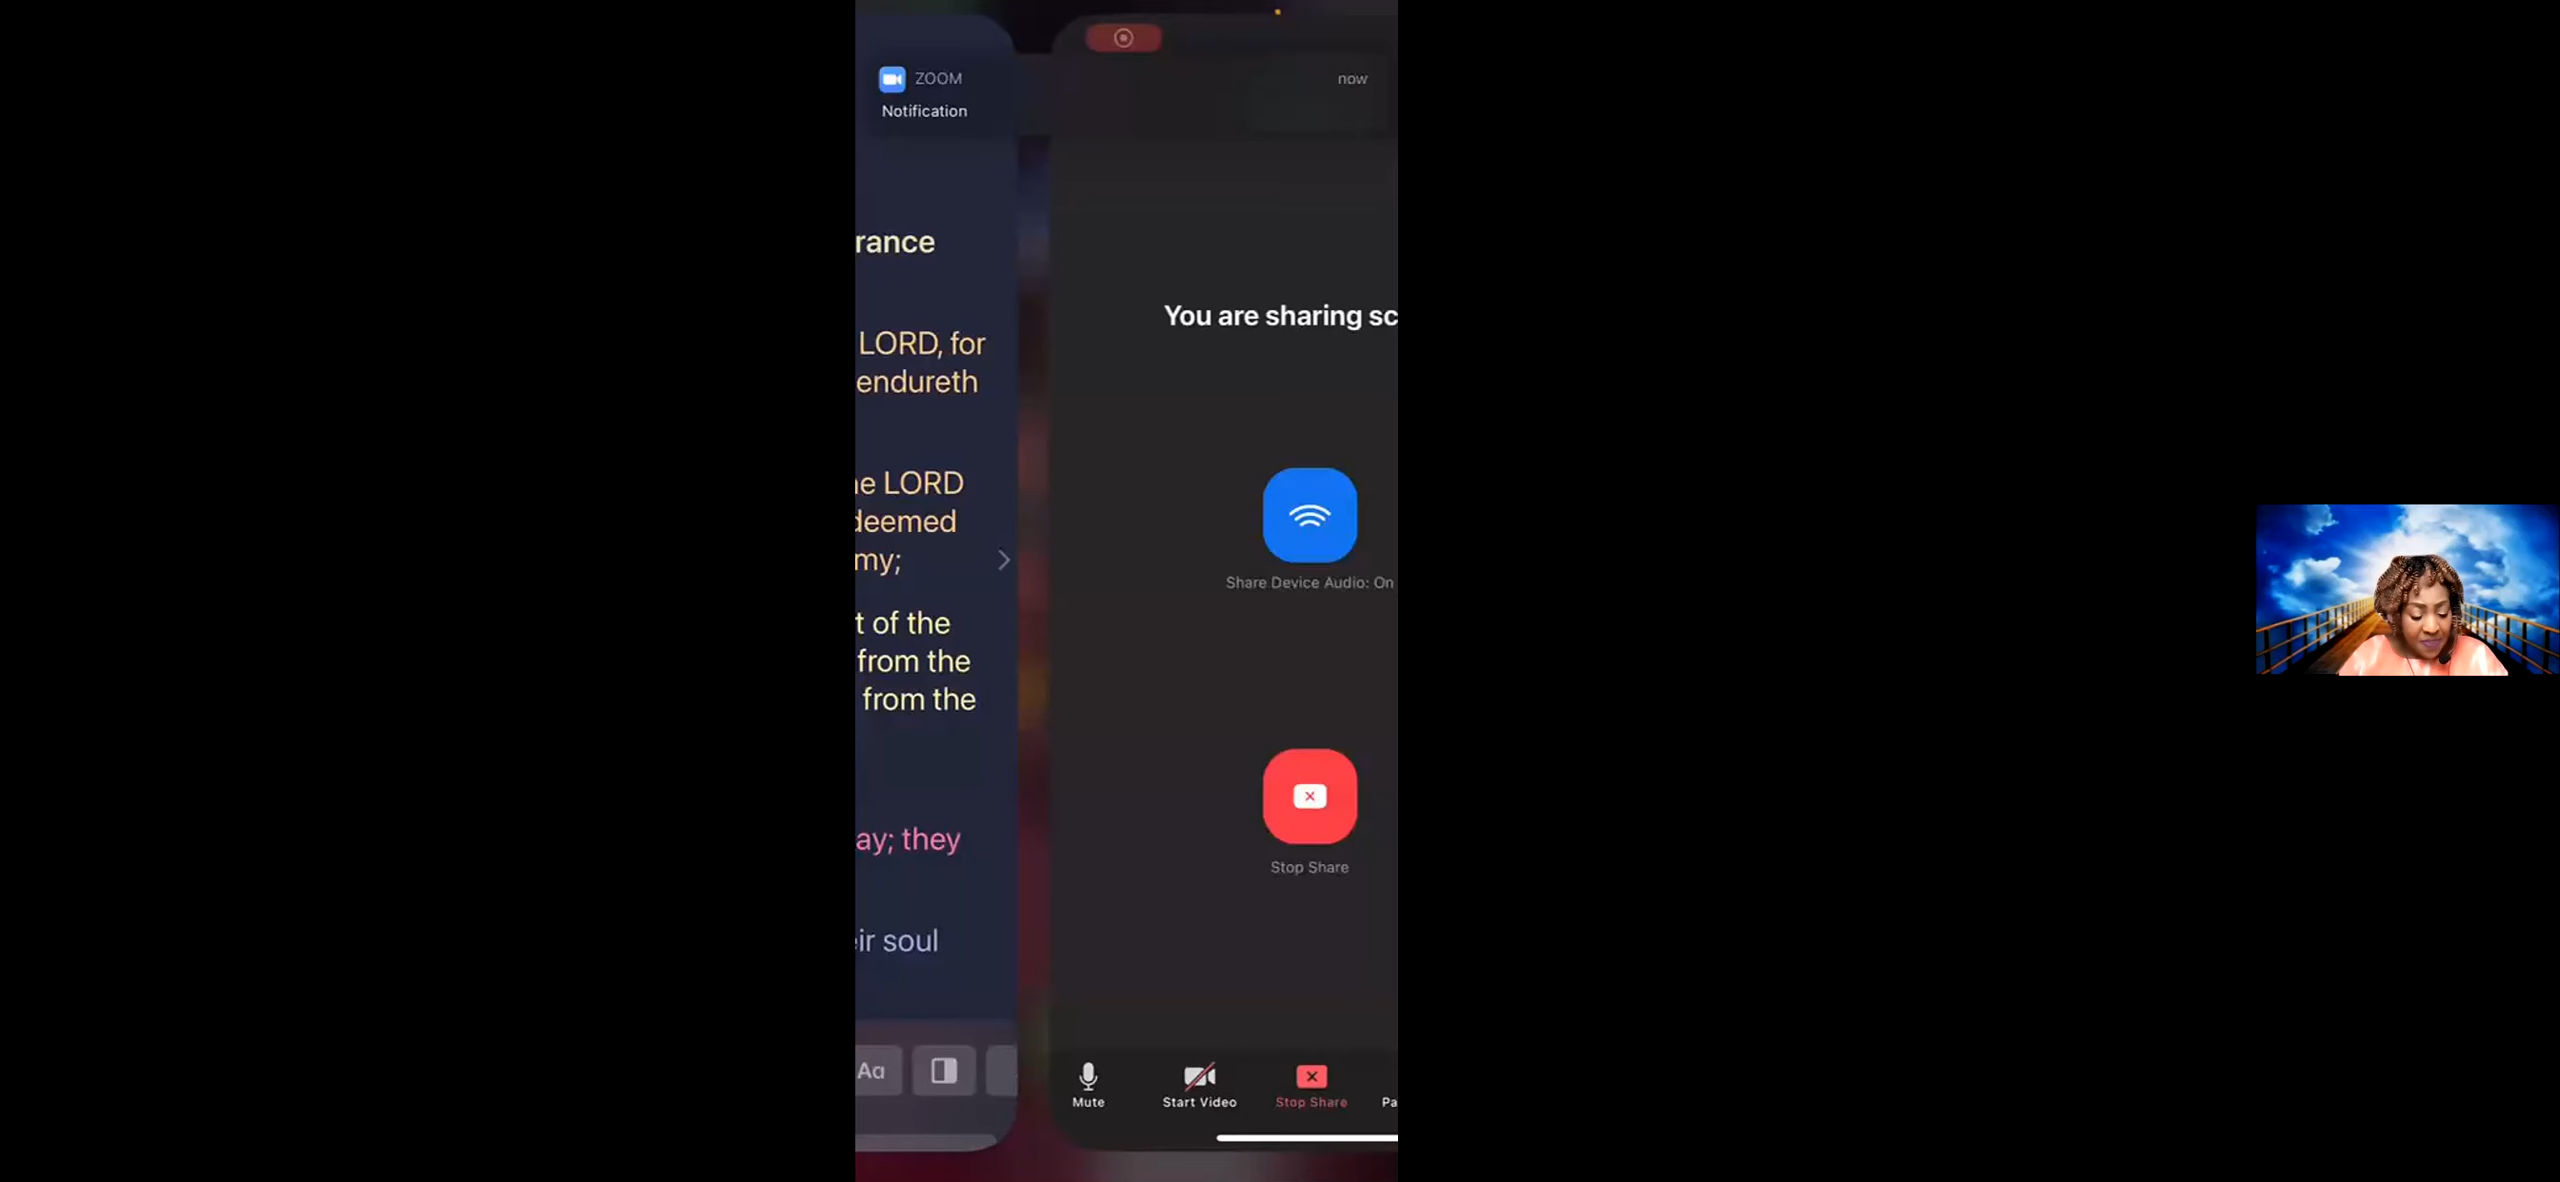 ZOOM
now
Notification
rance
LORD, for
endureth
e LORD
deemed
my;
t of the
from the
from the
ay; they
ir soul
Aa
You are sharing sc
Share Device Audio: On
Stop Share
Mute
Start Video
Stop Share
Pa